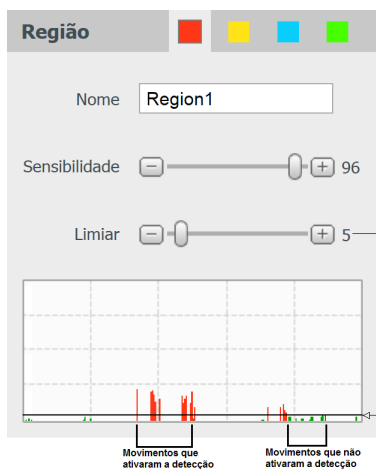 Região
Nome Region1
Sensibilidade 96
Limiar 5
Movimentos que
ativaram a detecção
Movimentos que não
ativaram a detecção